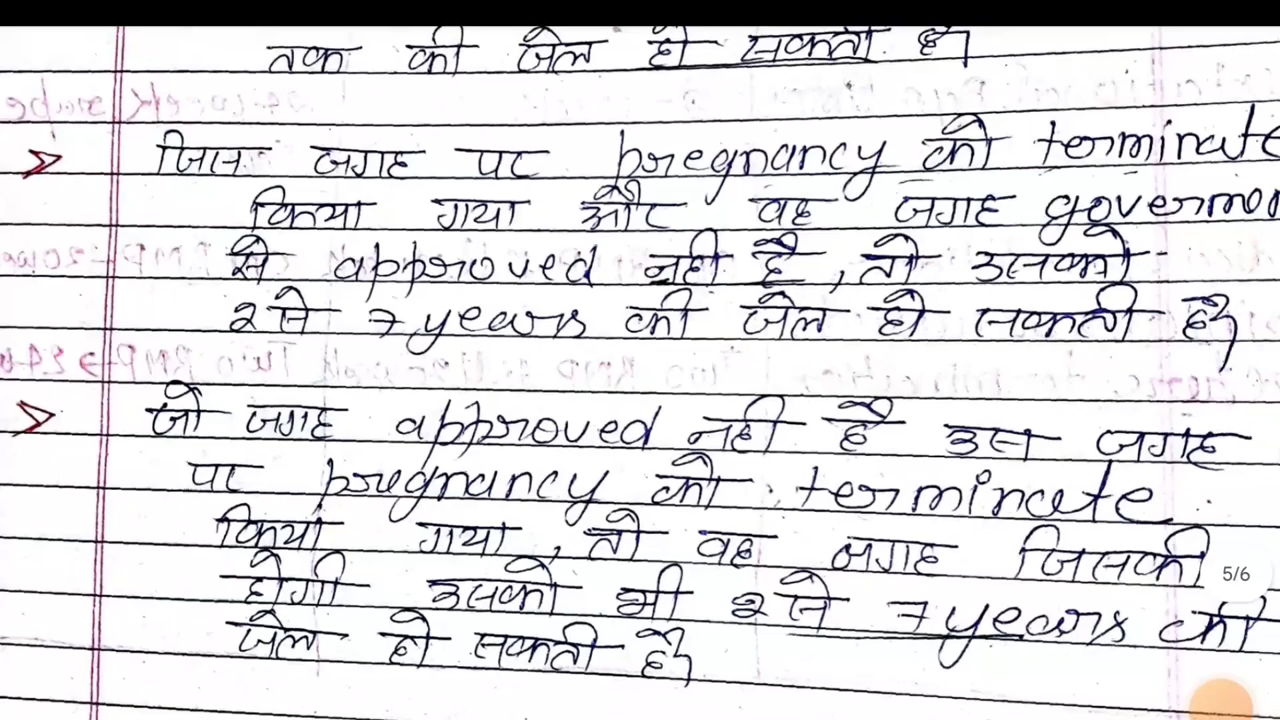 तक की जेल हो सकती है।
> जिस जगह पर pregnancy को terminate
किया गया और वह जगह governmen
से approved नही है, तो उसको
2 से 7 years की जेल हो सकती है।
> जो जगह approved नही है उस जगह
पर pregnancy को terminate
किया गया, तो वह जगह जिसकी
5/6
होगी उसको भी 2 से 7 years की
जेल हो सकती है।